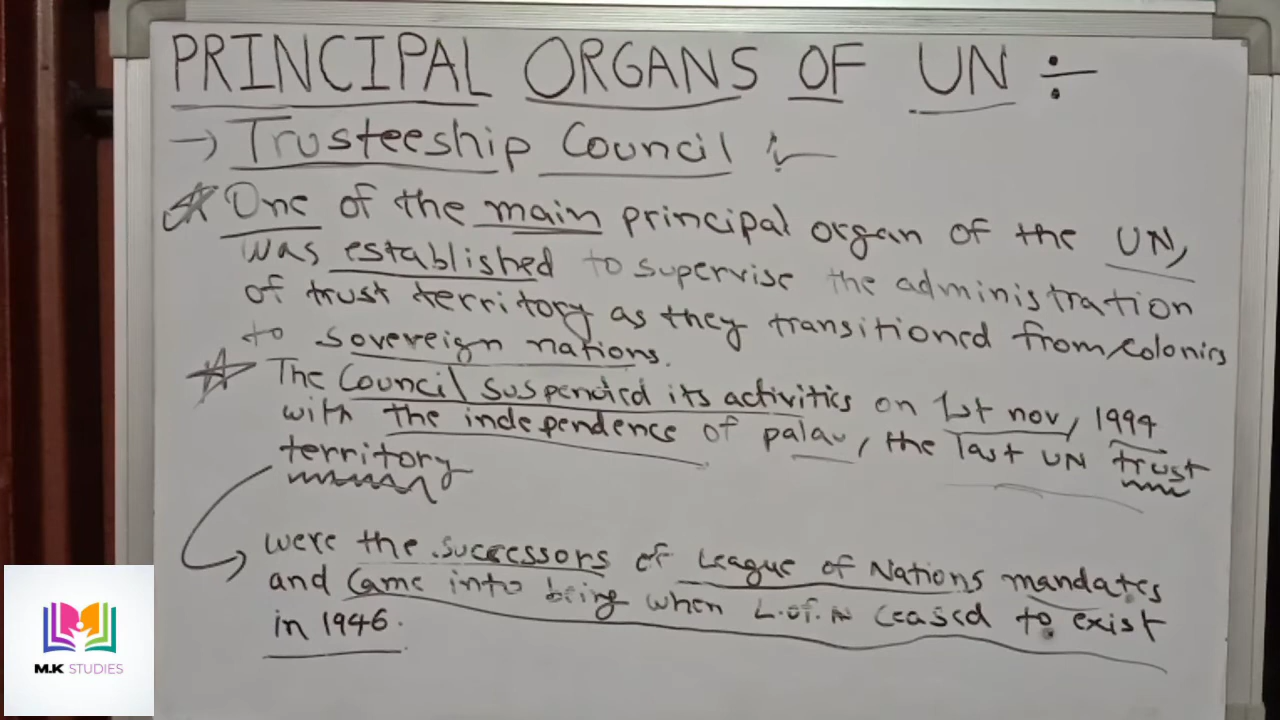 PRINCIPAL ORGANS OF UN :-
→ Trusteeship Council :-
☆ One of the main principal organ of the UN,
was established to supervise the administration
of trust territory as they transitioned from colonies
to sovereign nations.
☆ The Council suspended its activities on 1st nov, 1994
with the independence of palau, the last UN trust
territory
→ were the successors of League of Nations mandates
and came into being when L.of.N ceased to exist
in 1946.
M.K STUDIES